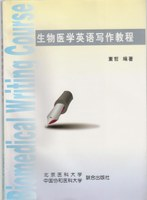 Biomedical Writing Course
生物医学英语写作教程
董哲 编著
北京医科大学
中国协和医科大学
联合出版社